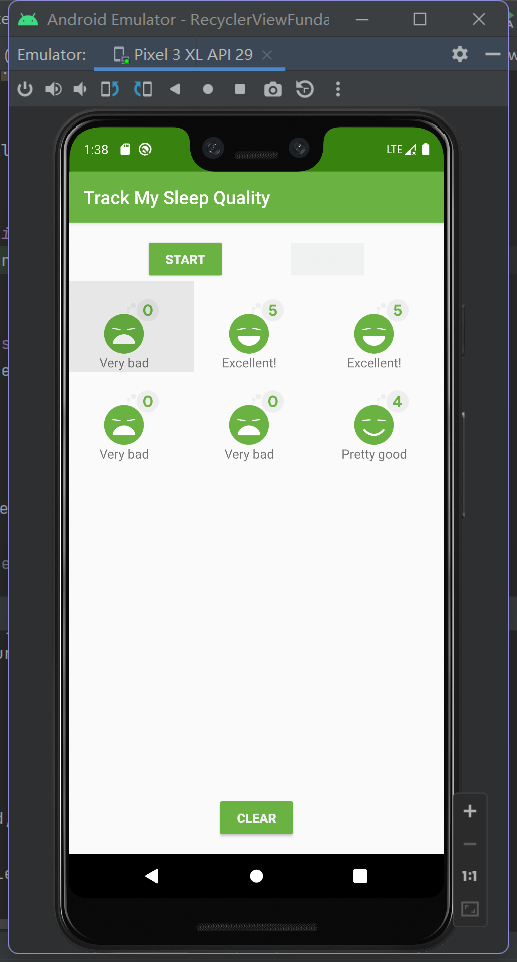 Android Emulator - RecyclerViewFunda
Emulator:
Pixel 3 XL API 29
1:38
LTE
Track My Sleep Quality
START
0 5 5
Very bad Excellent! Excellent!
0 0 4
Very bad Very bad Pretty good
CLEAR
1:1